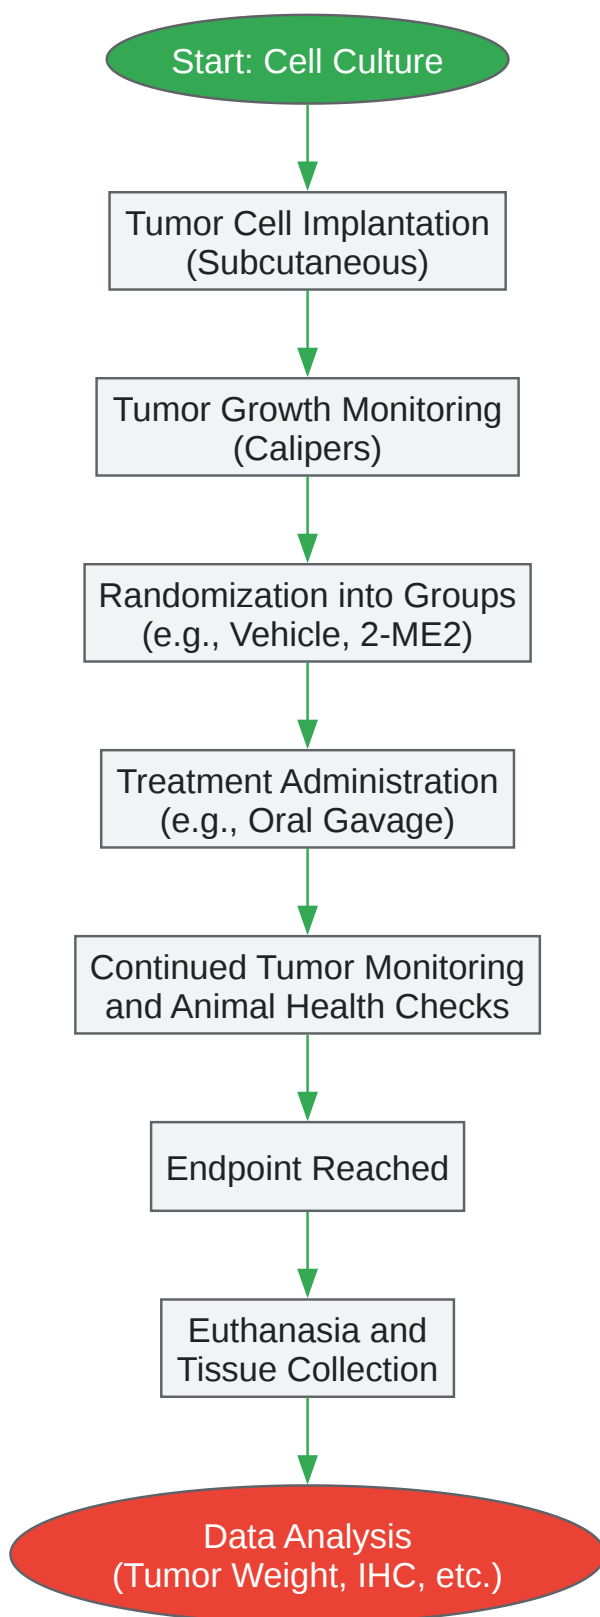 Start: Cell Culture
Tumor Cell Implantation
(Subcutaneous)
Tumor Growth Monitoring
(Calipers)
Randomization into Groups
(e.g., Vehicle, 2-ME2)
Treatment Administration
(e.g., Oral Gavage)
Continued Tumor Monitoring
and Animal Health Checks
Endpoint Reached
Euthanasia and
Tissue Collection
Data Analysis
(Tumor Weight, IHC, etc.)